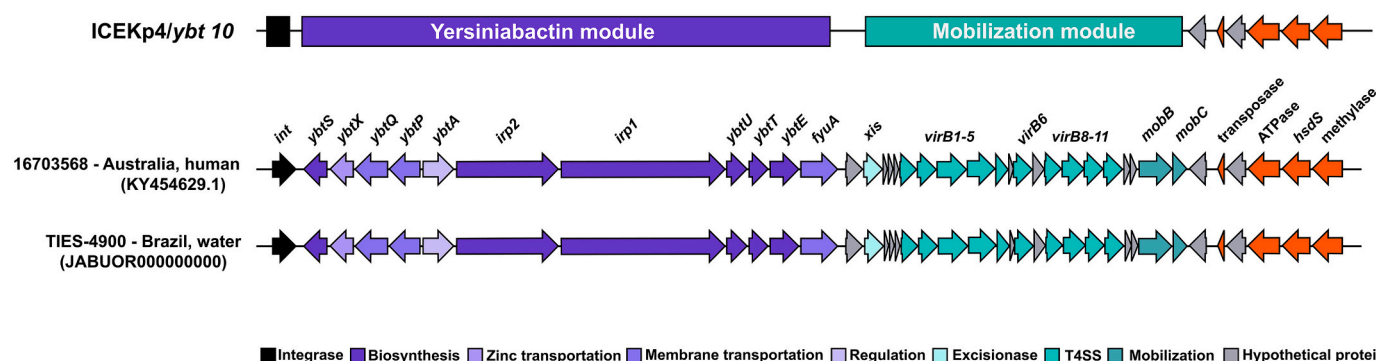 ICEKp4/ybt 10
Yersiniabactin module
Mobilization module
int ybtS ybtX ybtQ ybtP ybtA irp2 irp1 ybtU ybtT ybtE fyuA xis virB1-5 virB6 virB8-11 mobB mobC transposase ATPase hsdS methylase
16703568 - Australia, human
(KY454629.1)
TIES-4900 - Brazil, water
(JABUOR000000000)
Integrase Biosynthesis Zinc transportation Membrane transportation Regulation Excisionase T4SS Mobilization Hypothetical protei